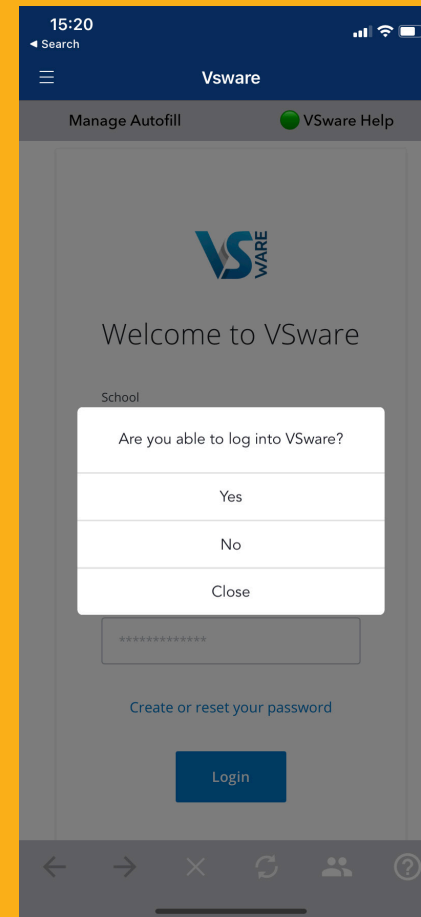 15:20
◄ Search
Vsware
Manage Autofill
VSware Help
VS WARE
Welcome to VSware
School
Are you able to log into VSware?
Yes
No
Close
*************
Create or reset your password
Login